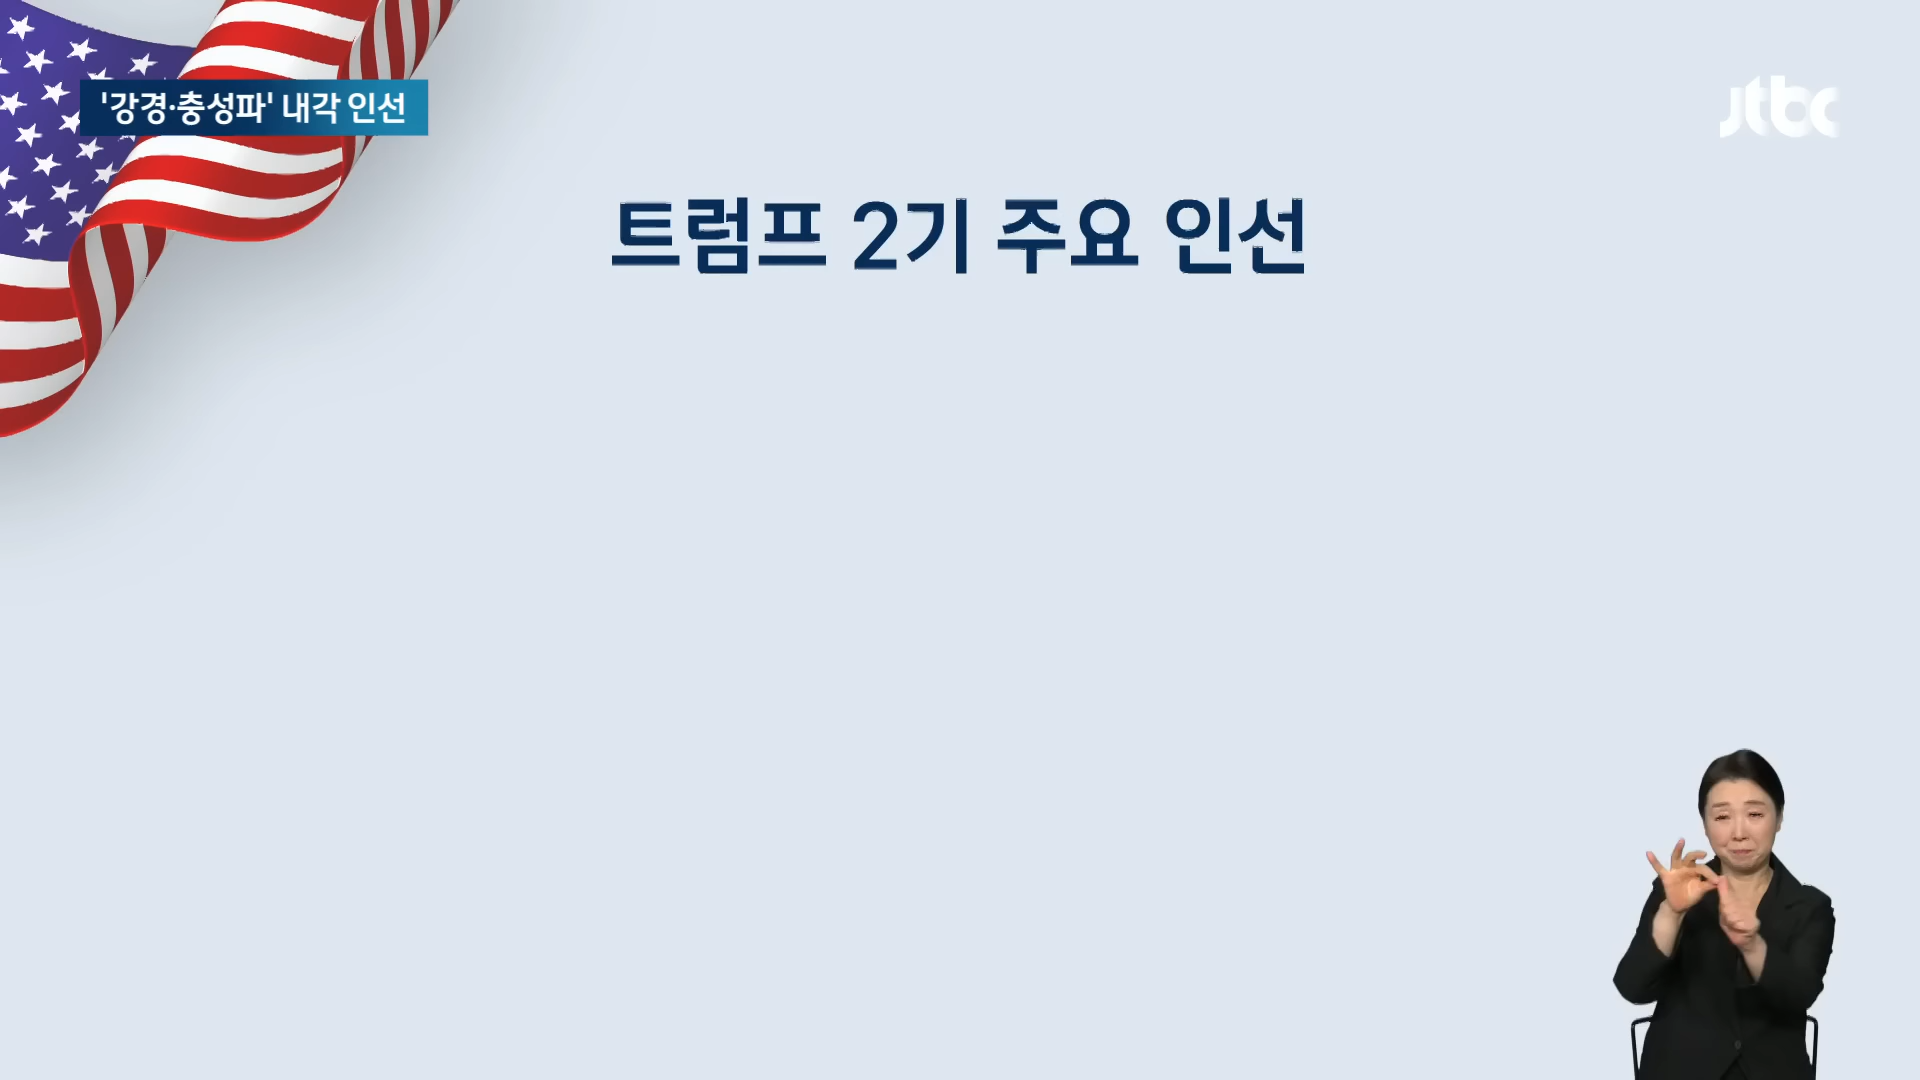 '강경·충성파' 내각 인선
jtbc
트럼프 2기 주요 인선